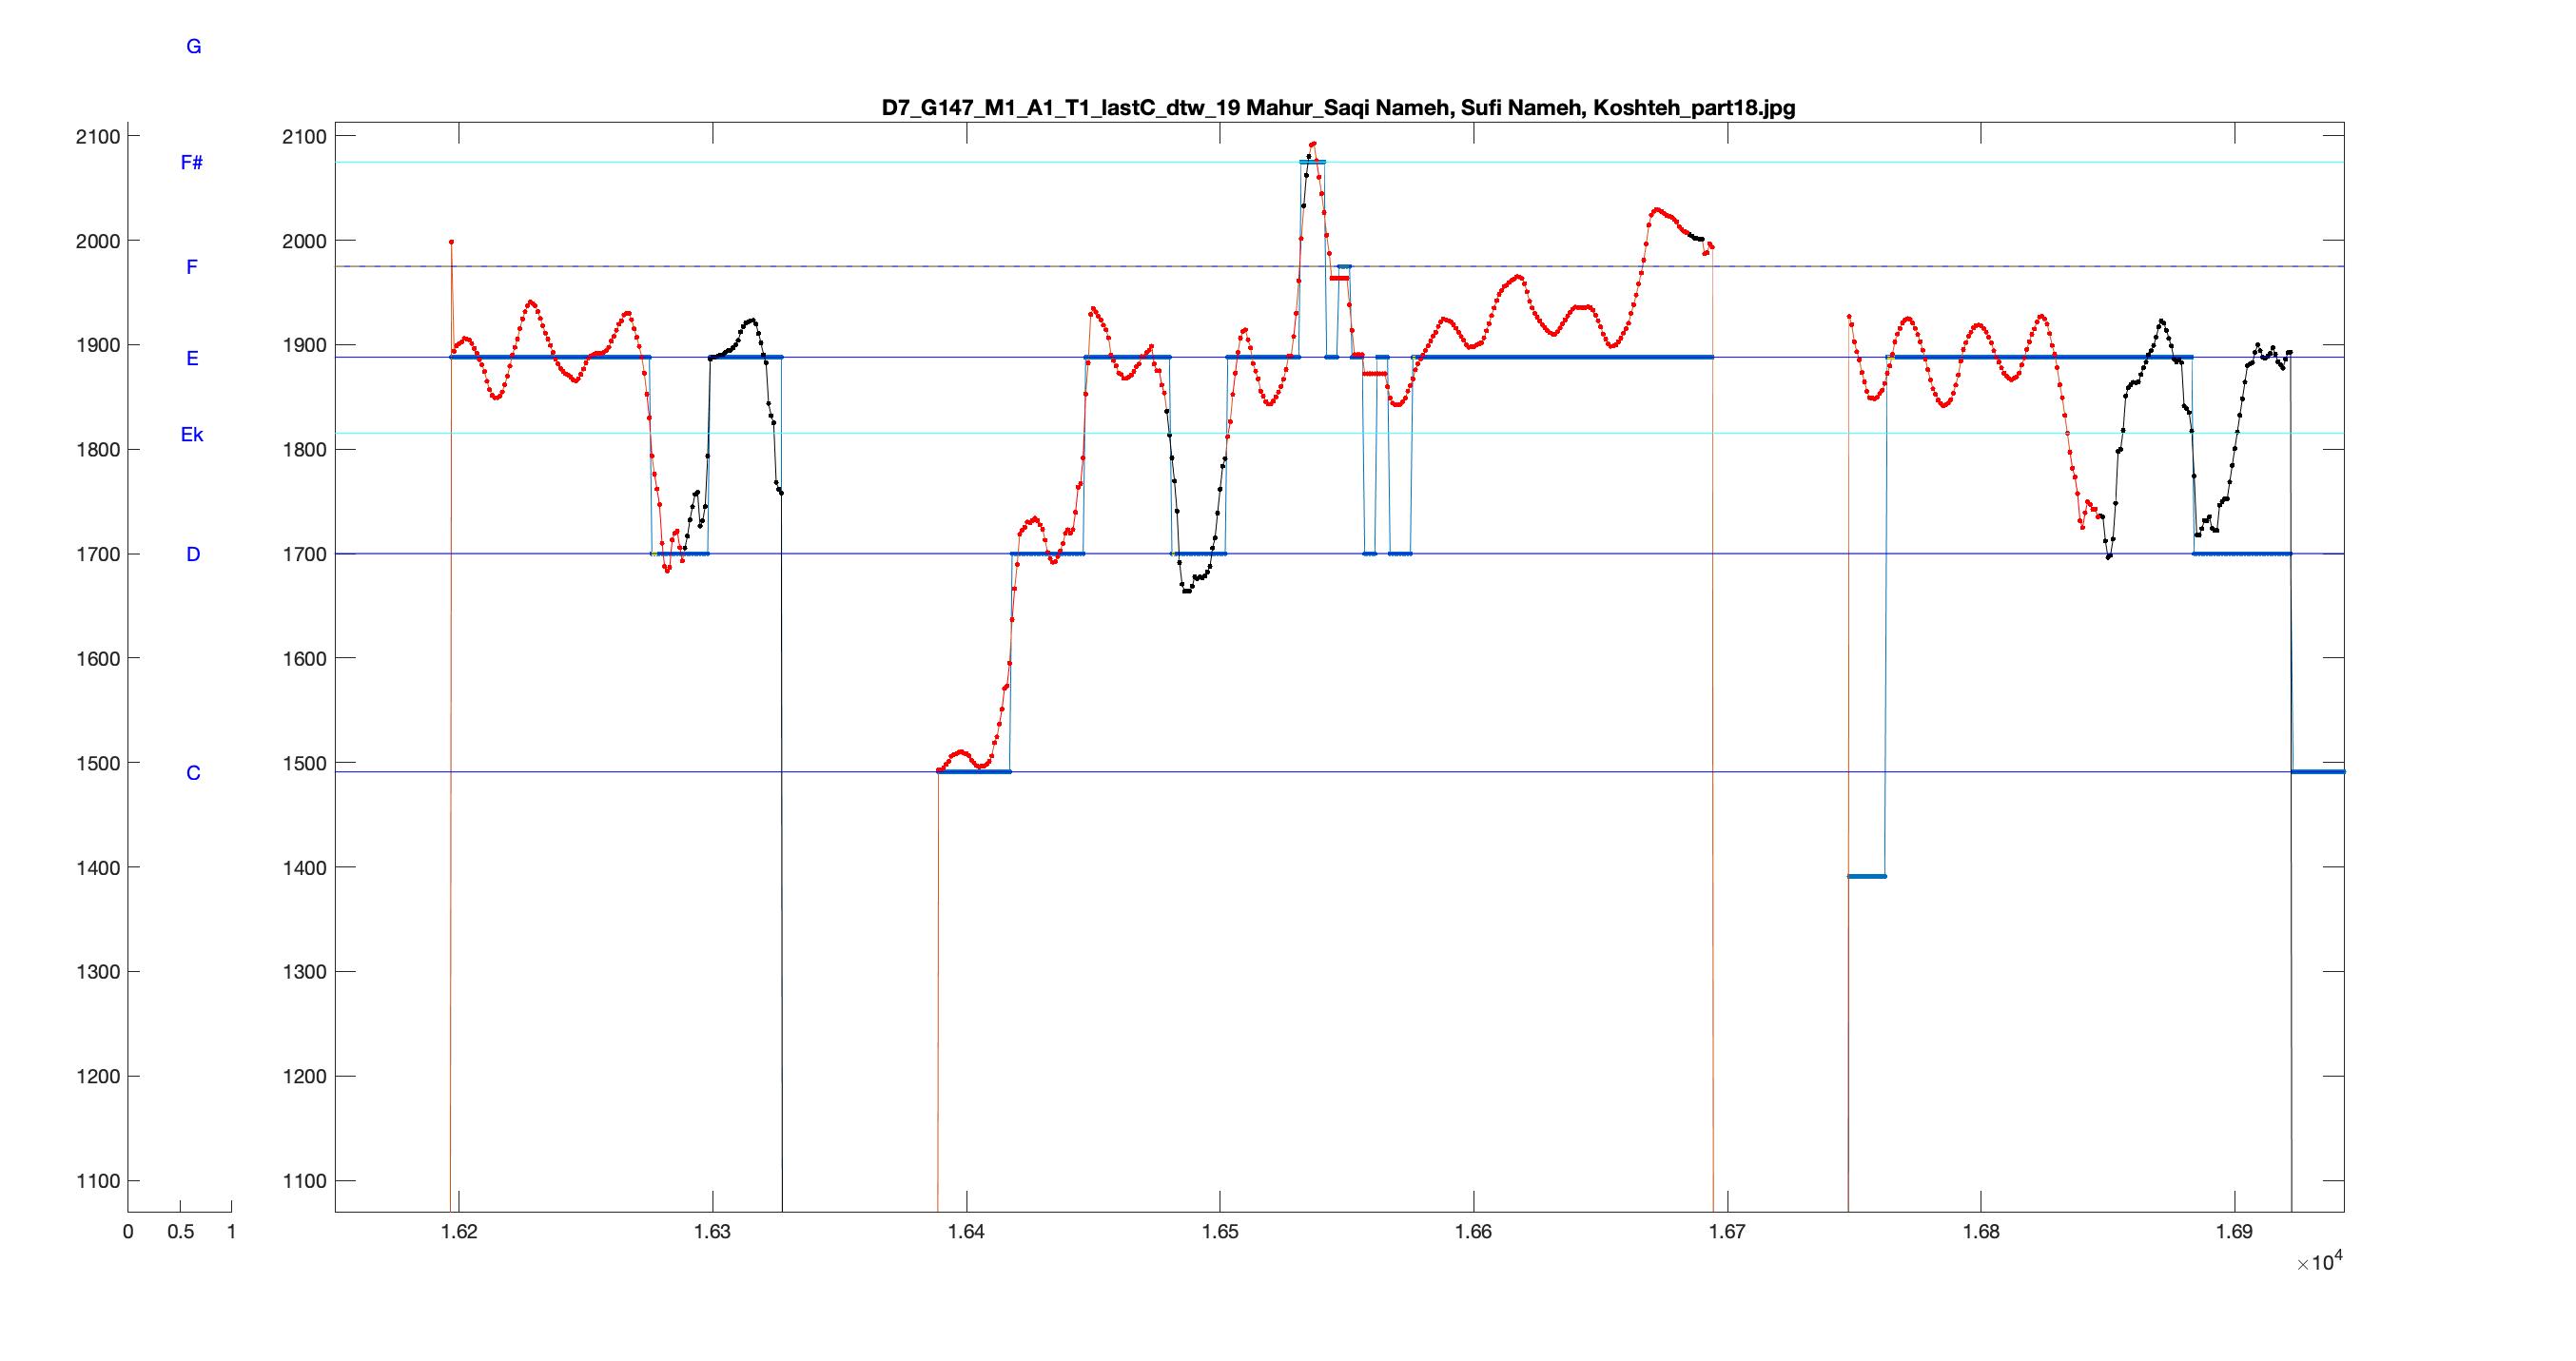 G
D7_G147_M1_A1_T1_lastC_dtw_19 Mahur_Saqi Nameh, Sufi Nameh, Koshteh_part18.jpg
2100 2100
F#
2000 2000
F
1900 1900
E
Ek
1800 1800
1700 D 1700
1600 1600
1500 1500
C
1400 1400
1300 1300
1200 1200
1100 1100
0 0.5 1 1.62 1.63 1.64 1.65 1.66 1.67 1.68 1.69
×10⁴